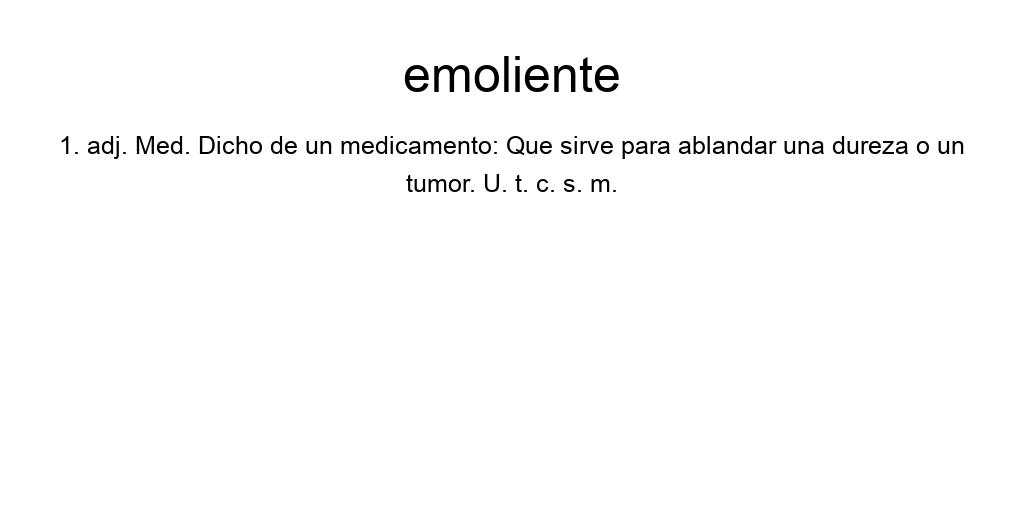 emoliente
1. adj. Med. Dicho de un medicamento: Que sirve para ablandar una dureza o un
tumor. U. t. c. s. m.